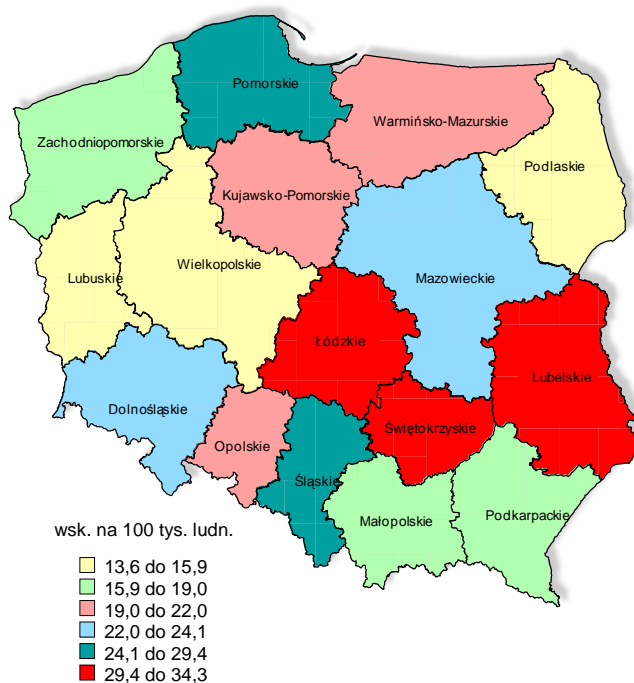 Pomorskie
Warmińsko-Mazurskie
Zachodniopomorskie
Podlaskie
Kujawsko-Pomorskie
Wielkopolskie
Lubuskie
Mazowieckie
Łódzkie
Lubelskie
Dolnośląskie
Świętokrzyskie
Opolskie
Śląskie
Podkarpackie
Małopolskie
wsk. na 100 tys. ludn.
13,6 do 15,9
15,9 do 19,0
19,0 do 22,0
22,0 do 24,1
24,1 do 29,4
29,4 do 34,3